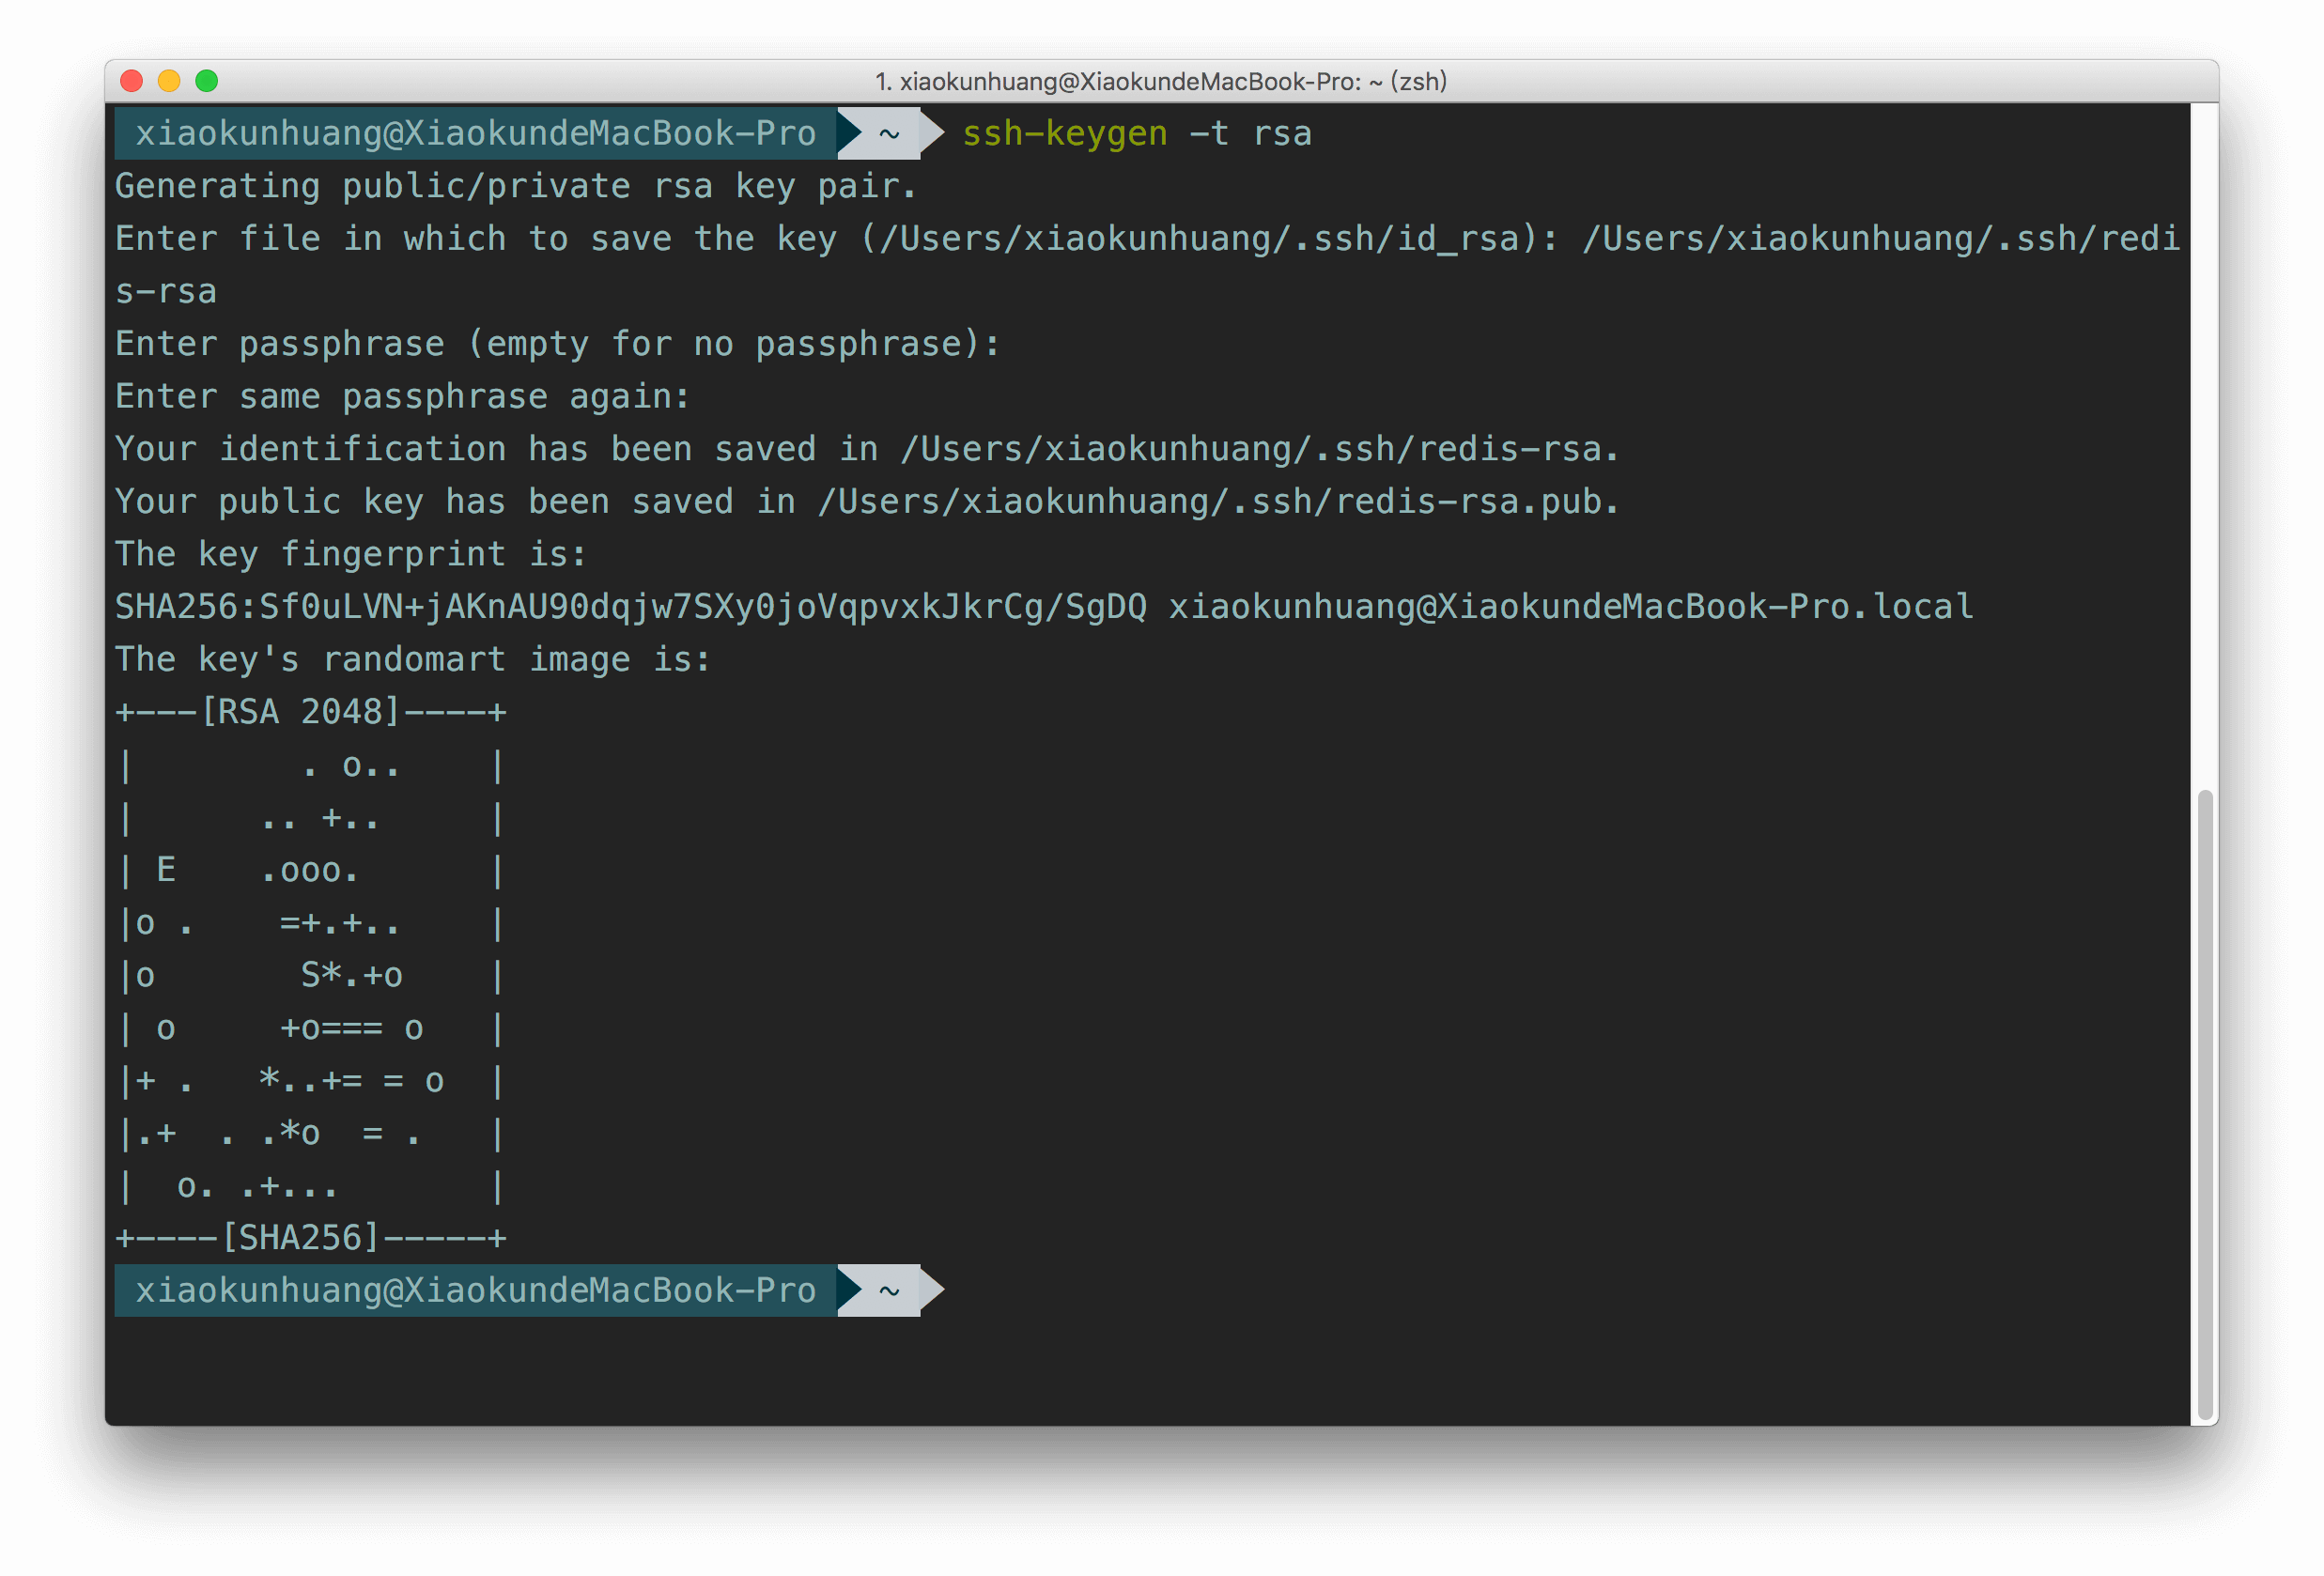 1. xiaokunhuang@XiaokundeMacBook-Pro: ~ (zsh)
xiaokunhuang@XiaokundeMacBook-Pro ~ ssh-keygen -t rsa
Generating public/private rsa key pair.
Enter file in which to save the key (/Users/xiaokunhuang/.ssh/id_rsa): /Users/xiaokunhuang/.ssh/redi
s-rsa
Enter passphrase (empty for no passphrase):
Enter same passphrase again:
Your identification has been saved in /Users/xiaokunhuang/.ssh/redis-rsa.
Your public key has been saved in /Users/xiaokunhuang/.ssh/redis-rsa.pub.
The key fingerprint is:
SHA256:Sf0uLVN+jAKnAU90dqjw7SXy0joVqpvxkJkrCg/SgDQ xiaokunhuang@XiaokundeMacBook-Pro.local
The key's randomart image is:
+---[RSA 2048]----+
|        . o..    |
|      .. +..     |
| E    .ooo.      |
|o .    =+.+..    |
|o       S*.+o    |
| o     +o=== o   |
|+ .   *..+= = o  |
|.+  . .*o  = .   |
|  o. .+...       |
+----[SHA256]-----+
xiaokunhuang@XiaokundeMacBook-Pro ~